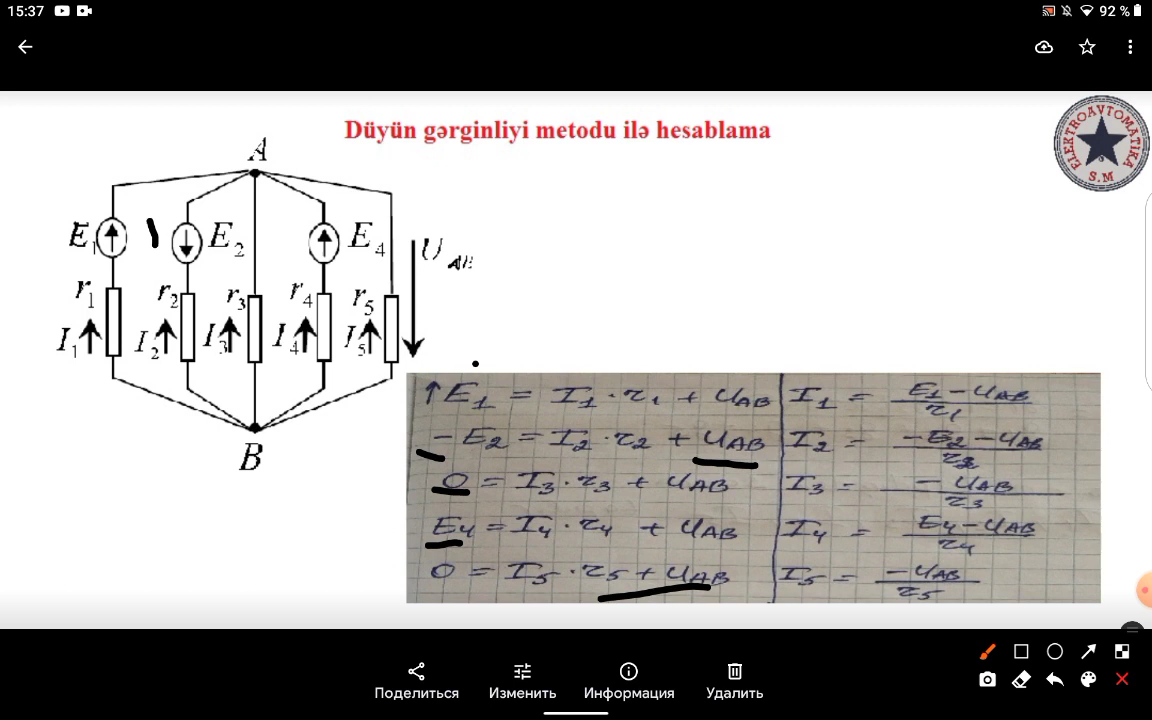 15:37
92 %
Düyün gərginliyi metodu ilə hesablama
ELEKTROAVTOMATIKA
S.M
A
E1
E2
E4
UAB
r1
r2
r3
r4
r5
I1
I2
I3
I4
I5
B
↑E1 = I1·r1 + UAB
I1 = E1-UAB / r1
-E2 = I2·r2 + UAB
I2 = -E2-UAB / r2
0 = I3·r3 + UAB
I3 = -UAB / r3
E4 = I4·r4 + UAB
I4 = E4-UAB / r4
0 = I5·r5 + UAB
I5 = -UAB / r5
Поделиться
Изменить
Информация
Удалить